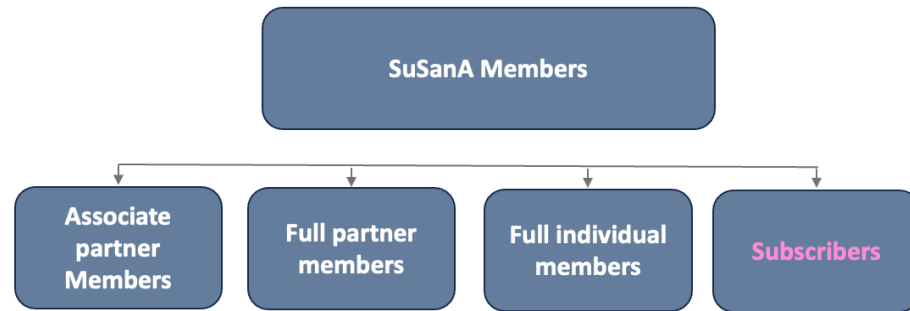 SuSanA Members
Associate
partner
Members
Full partner
members
Full individual
members
Subscribers